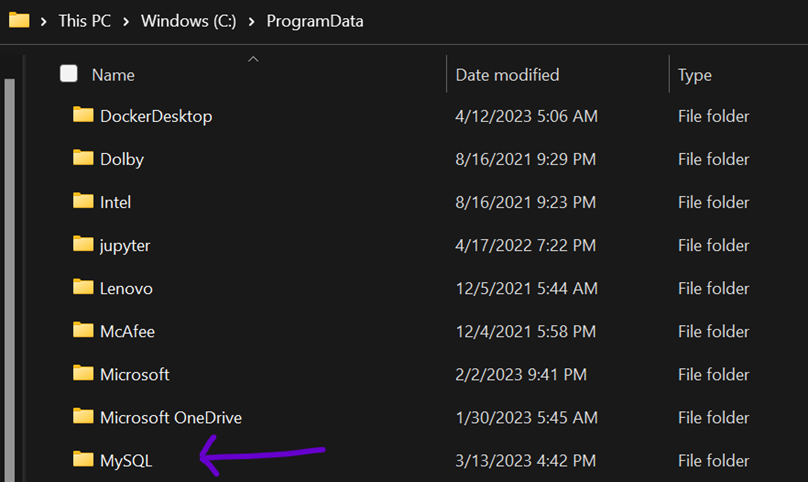 This PC > Windows (C:) > ProgramData
Name Date modified Type
DockerDesktop 4/12/2023 5:06 AM File folder
Dolby 8/16/2021 9:29 PM File folder
Intel 8/16/2021 9:23 PM File folder
jupyter 4/17/2022 7:22 PM File folder
Lenovo 12/5/2021 5:44 AM File folder
McAfee 12/4/2021 5:58 PM File folder
Microsoft 2/2/2023 9:41 PM File folder
Microsoft OneDrive 1/30/2023 5:45 AM File folder
MySQL 3/13/2023 4:42 PM File folder